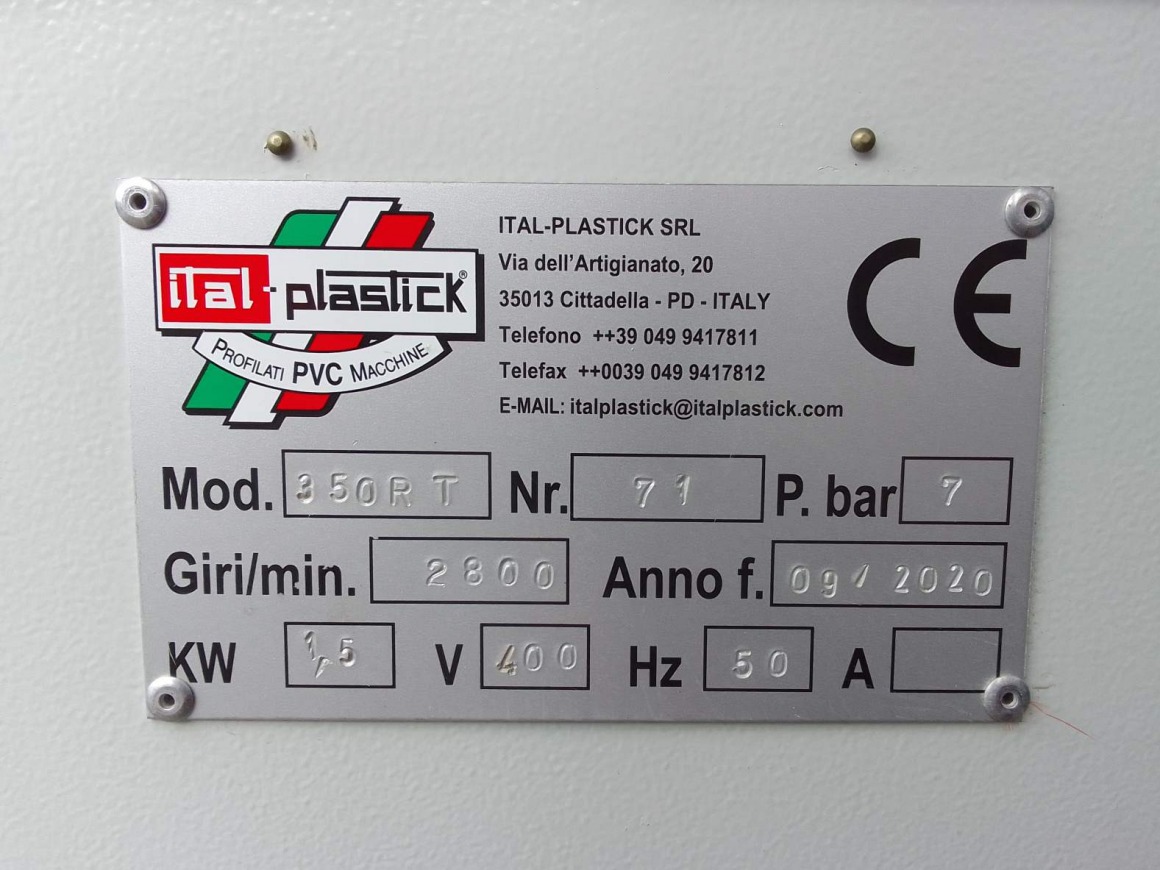 ital-plastick®
PROFILATI PVC MACCHINE
ITAL-PLASTICK SRL
Via dell'Artigianato, 20
35013 Cittadella - PD - ITALY
Telefono ++39 049 9417811
Telefax ++0039 049 9417812
E-MAIL: italplastick@italplastick.com
CE
Mod. 350RT Nr. 71 P. bar 7
Giri/min. 2800 Anno f. 09/2020
KW 1,5 V 400 Hz 50 A